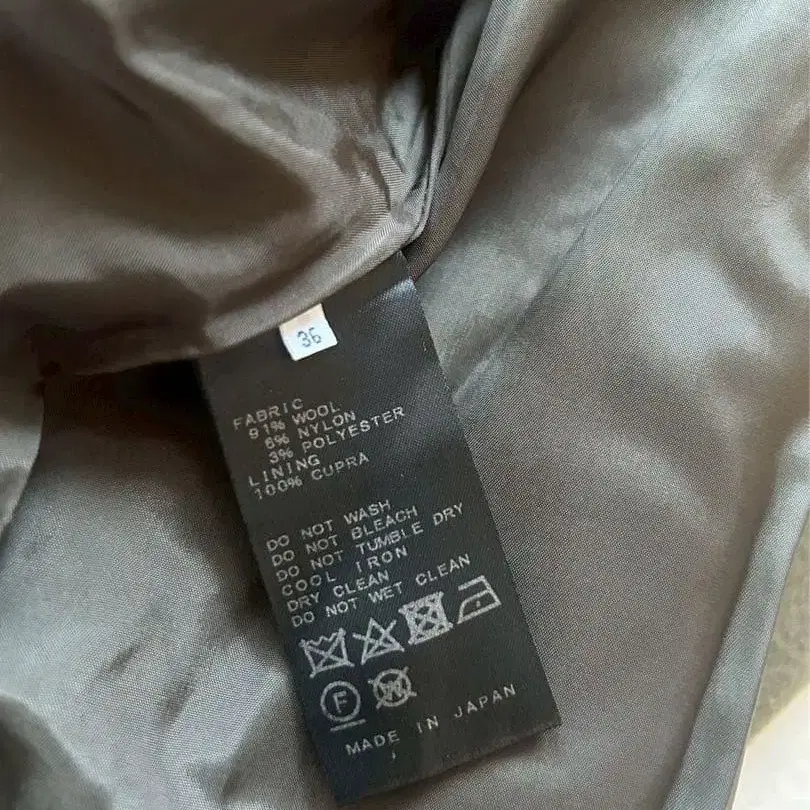 36
FABRIC
91% WOOL
6% NYLON
3% POLYESTER
LINING
100% CUPRA
DO NOT WASH
DO NOT BLEACH
DO NOT TUMBLE DRY
COOL IRON
DRY CLEAN
DO NOT WET CLEAN
F W
MADE IN JAPAN